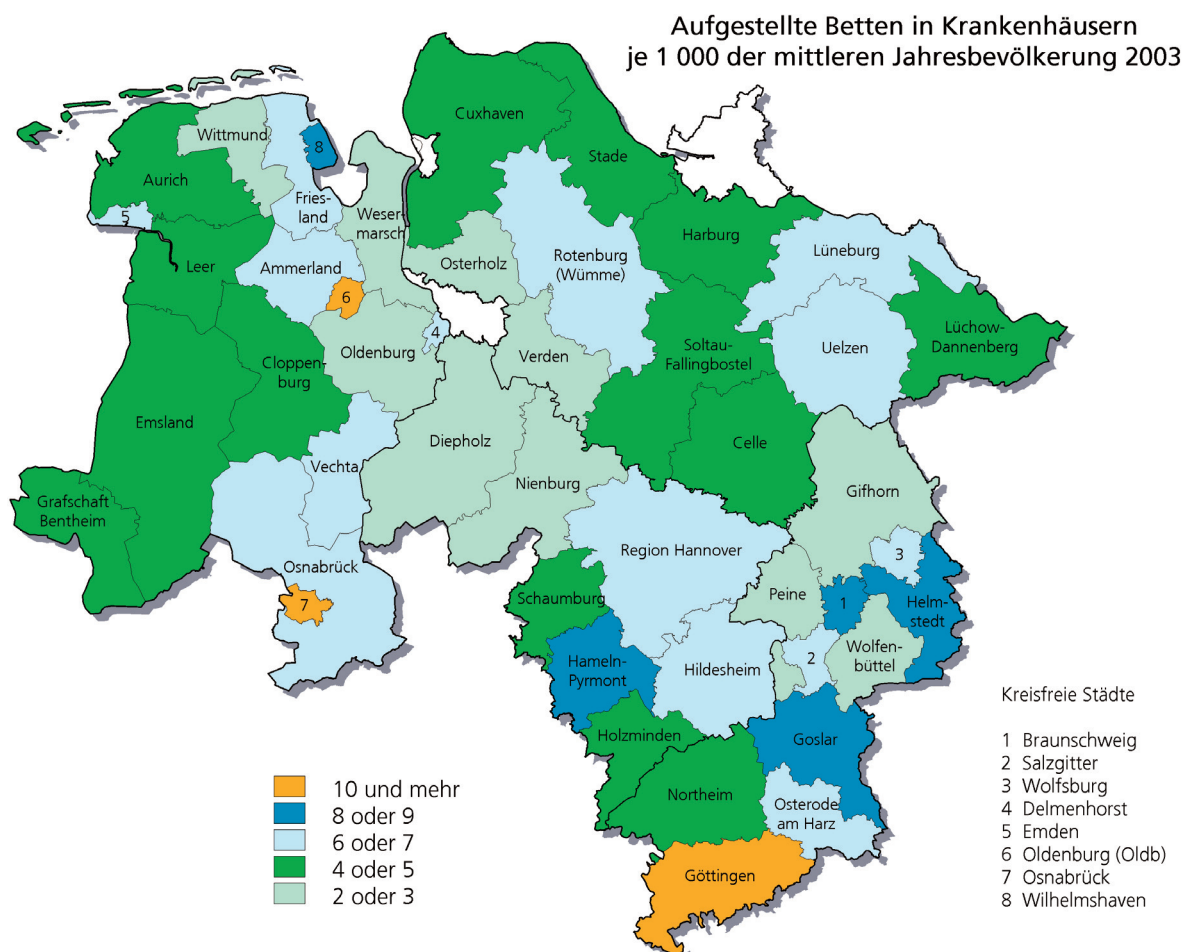 Aufgestellte Betten in Krankenhäusern
je 1 000 der mittleren Jahresbevölkerung 2003
Cuxhaven
Wittmund
8
Stade
Aurich
Fries-
land
5
Weser-
marsch
Harburg
Lüneburg
Rotenburg
(Wümme)
Leer
Ammerland
Osterholz
6
4
Lüchow-
Dannenberg
Oldenburg
Verden
Soltau-
Fallingbostel
Uelzen
Cloppen-
burg
Emsland
Diepholz
Celle
Vechta
Nienburg
Gifhorn
Grafschaft
Bentheim
Region Hannover
3
Osnabrück
7
Schaumburg
Peine
1
Helm-
stedt
Hameln-
Pyrmont
Hildesheim
2
Wolfen-
büttel
Holzminden
Goslar
Northeim
Osterode
am Harz
Göttingen
10 und mehr
8 oder 9
6 oder 7
4 oder 5
2 oder 3
Kreisfreie Städte
1 Braunschweig
2 Salzgitter
3 Wolfsburg
4 Delmenhorst
5 Emden
6 Oldenburg (Oldb)
7 Osnabrück
8 Wilhelmshaven